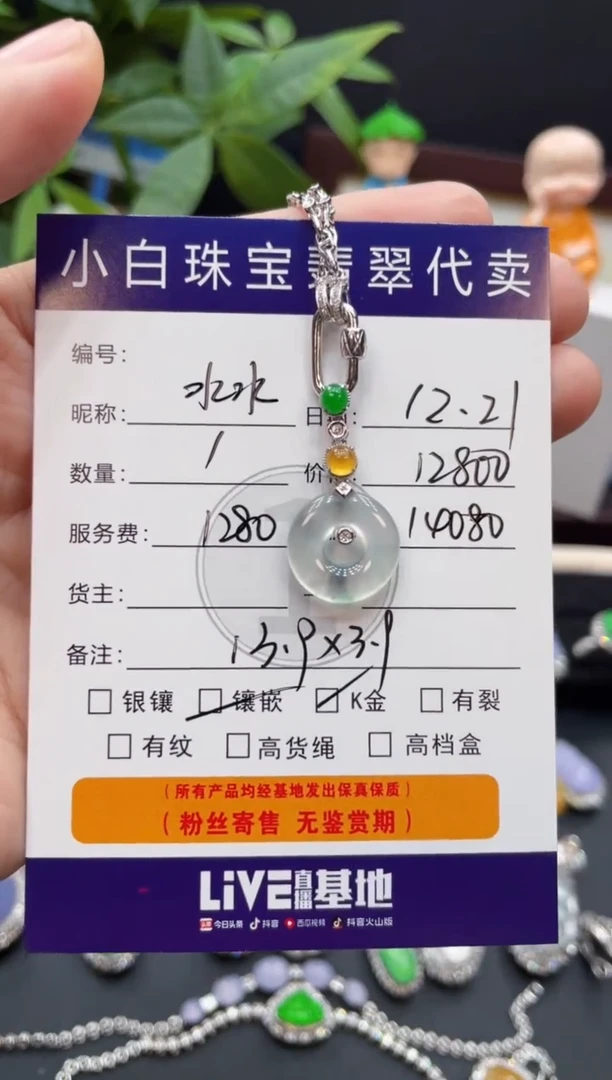 小白珠宝翡翠代卖
编号:
昵称: 水水 日期: 12.21
数量: 1 价 12800
服务费: 1280 14080
货主:
备注: 13.9×3.9
银镶 镶嵌 K金 有裂
有纹 高货绳 高档盒
(所有产品均经基地发出保真保质)
(粉丝寄售 无鉴赏期)
LIVE直播基地
今日头条 抖音 西瓜视频 抖音火山版